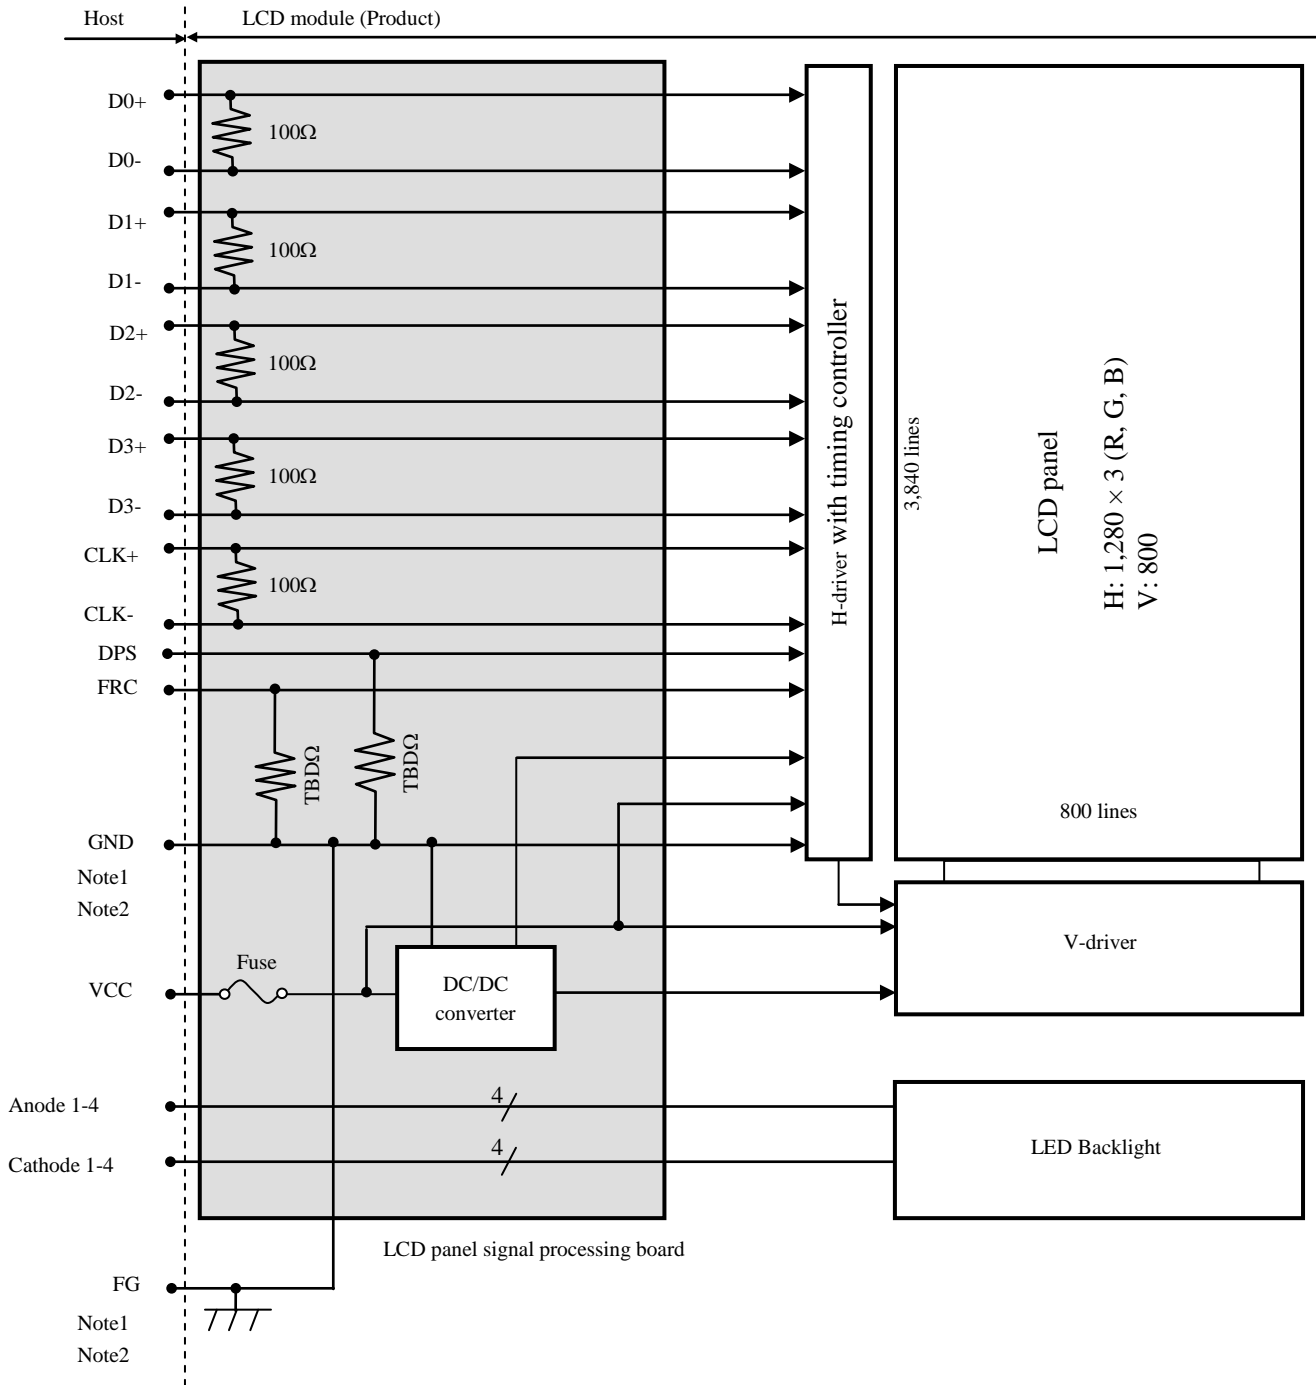 Host
LCD module (Product)
D0+
100Ω
D0-
D1+
100Ω
D1-
D2+
100Ω
D2-
D3+
100Ω
D3-
CLK+
100Ω
CLK-
DPS
FRC
TBDΩ
TBDΩ
GND
Note1
Note2
H-driver with timing controller
3,840 lines
LCD panel
H: 1,280 × 3 (R, G, B)
V: 800
800 lines
V-driver
Fuse
VCC
DC/DC
converter
Anode 1-4
4
Cathode 1-4
4
LED Backlight
LCD panel signal processing board
FG
Note1
Note2